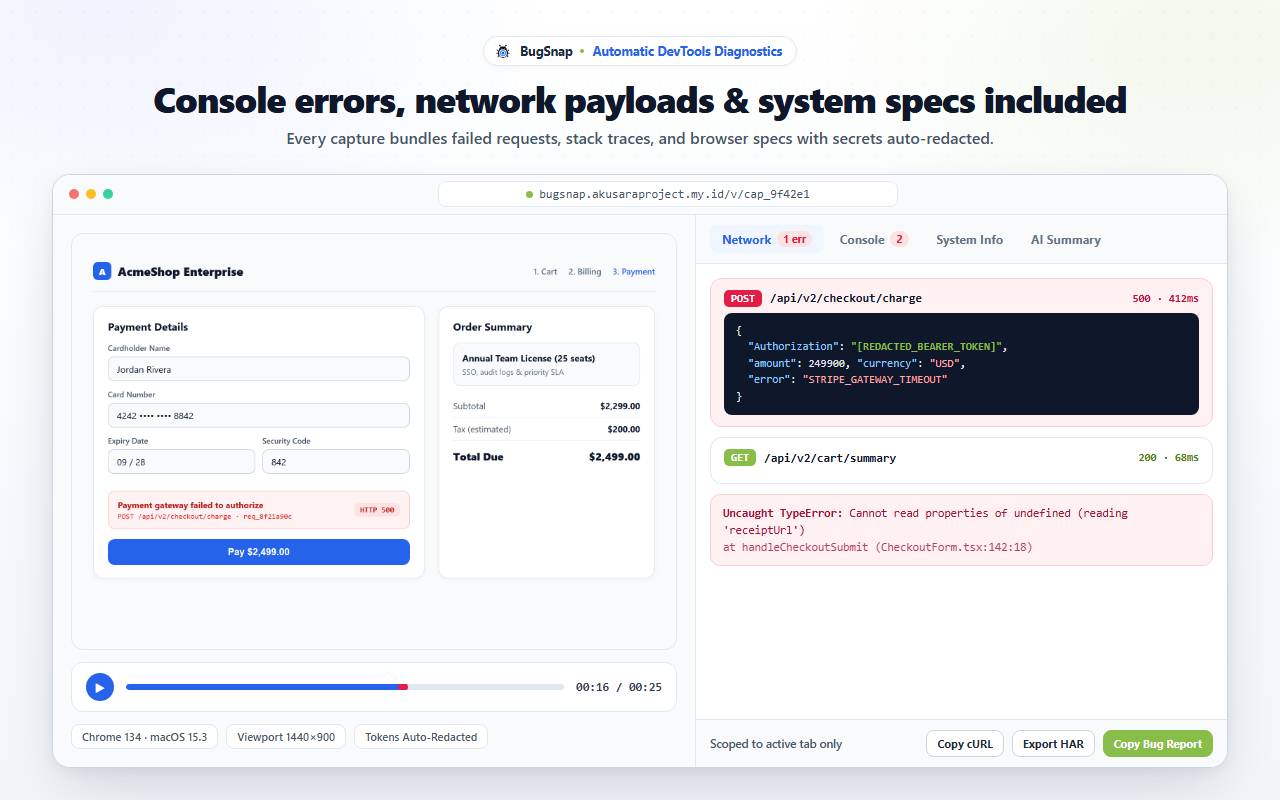 BugSnap • Automatic DevTools Diagnostics
Console errors, network payloads & system specs included
Every capture bundles failed requests, stack traces, and browser specs with secrets auto-redacted.
bugsnap.akusaraproject.my.id/v/cap_9f42e1
A AcmeShop Enterprise
1. Cart 2. Billing 3. Payment
Payment Details
Cardholder Name
Jordan Rivera
Card Number
4242 •••• •••• 8842
Expiry Date Security Code
09 / 28 842
Payment gateway failed to authorize
POST /api/v2/checkout/charge · req_8f21a90c
HTTP 500
Pay $2,499.00
Order Summary
Annual Team License (25 seats)
SSO, audit logs & priority SLA
Subtotal $2,299.00
Tax (estimated) $200.00
Total Due $2,499.00
00:16 / 00:25
Chrome 134 · macOS 15.3 Viewport 1440×900 Tokens Auto-Redacted
Network 1 err Console 2 System Info AI Summary
POST /api/v2/checkout/charge 500 · 412ms
{
"Authorization": "[REDACTED_BEARER_TOKEN]",
"amount": 249900, "currency": "USD",
"error": "STRIPE_GATEWAY_TIMEOUT"
}
GET /api/v2/cart/summary 200 · 68ms
Uncaught TypeError: Cannot read properties of undefined (reading
'receiptUrl')
at handleCheckoutSubmit (CheckoutForm.tsx:142:18)
Scoped to active tab only Copy cURL Export HAR Copy Bug Report